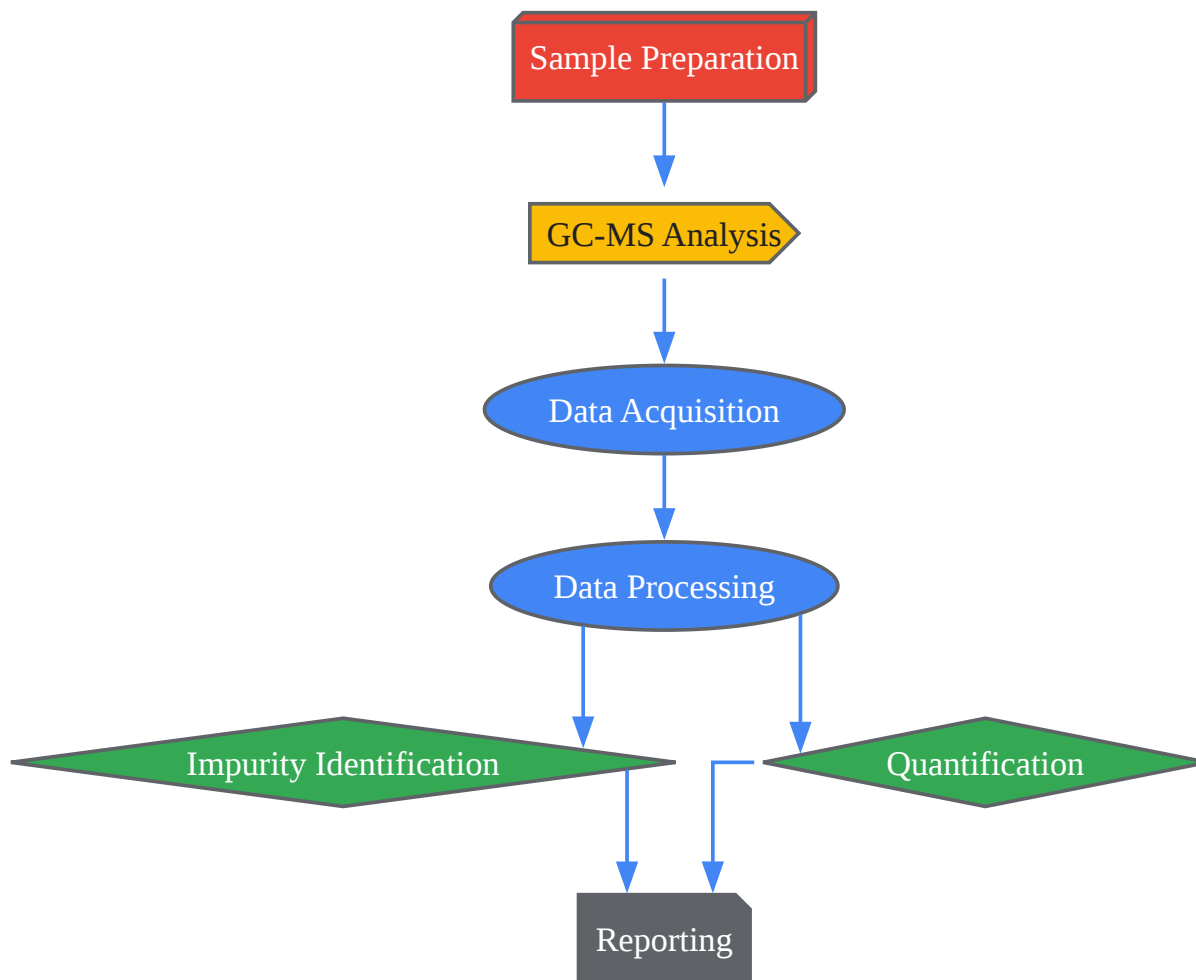 Sample Preparation
GC-MS Analysis
Data Acquisition
Data Processing
Impurity Identification
Quantification
Reporting